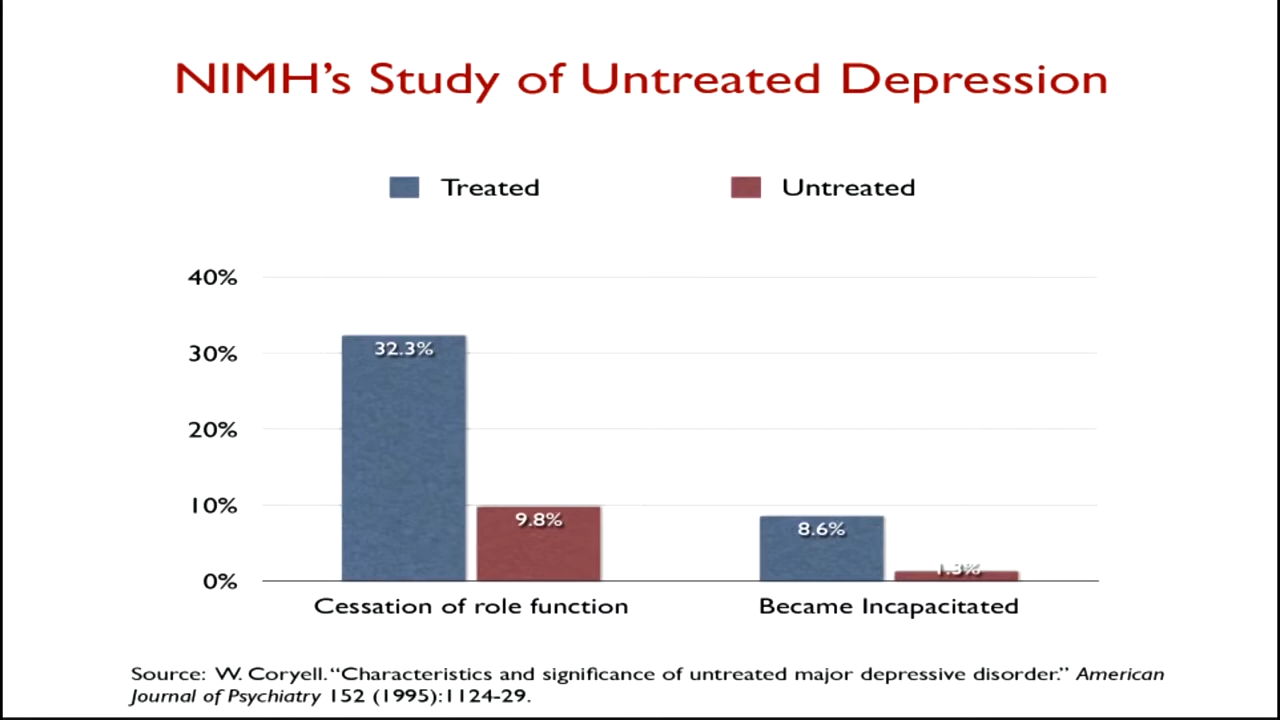 NIMH’s Study of Untreated Depression
Treated
Untreated
40%
30%
20%
10%
0%
32.3%
9.8%
8.6%
1.3%
Cessation of role function
Became Incapacitated
Source: W. Coryell. “Characteristics and significance of untreated major depressive disorder.” American
Journal of Psychiatry 152 (1995):1124-29.